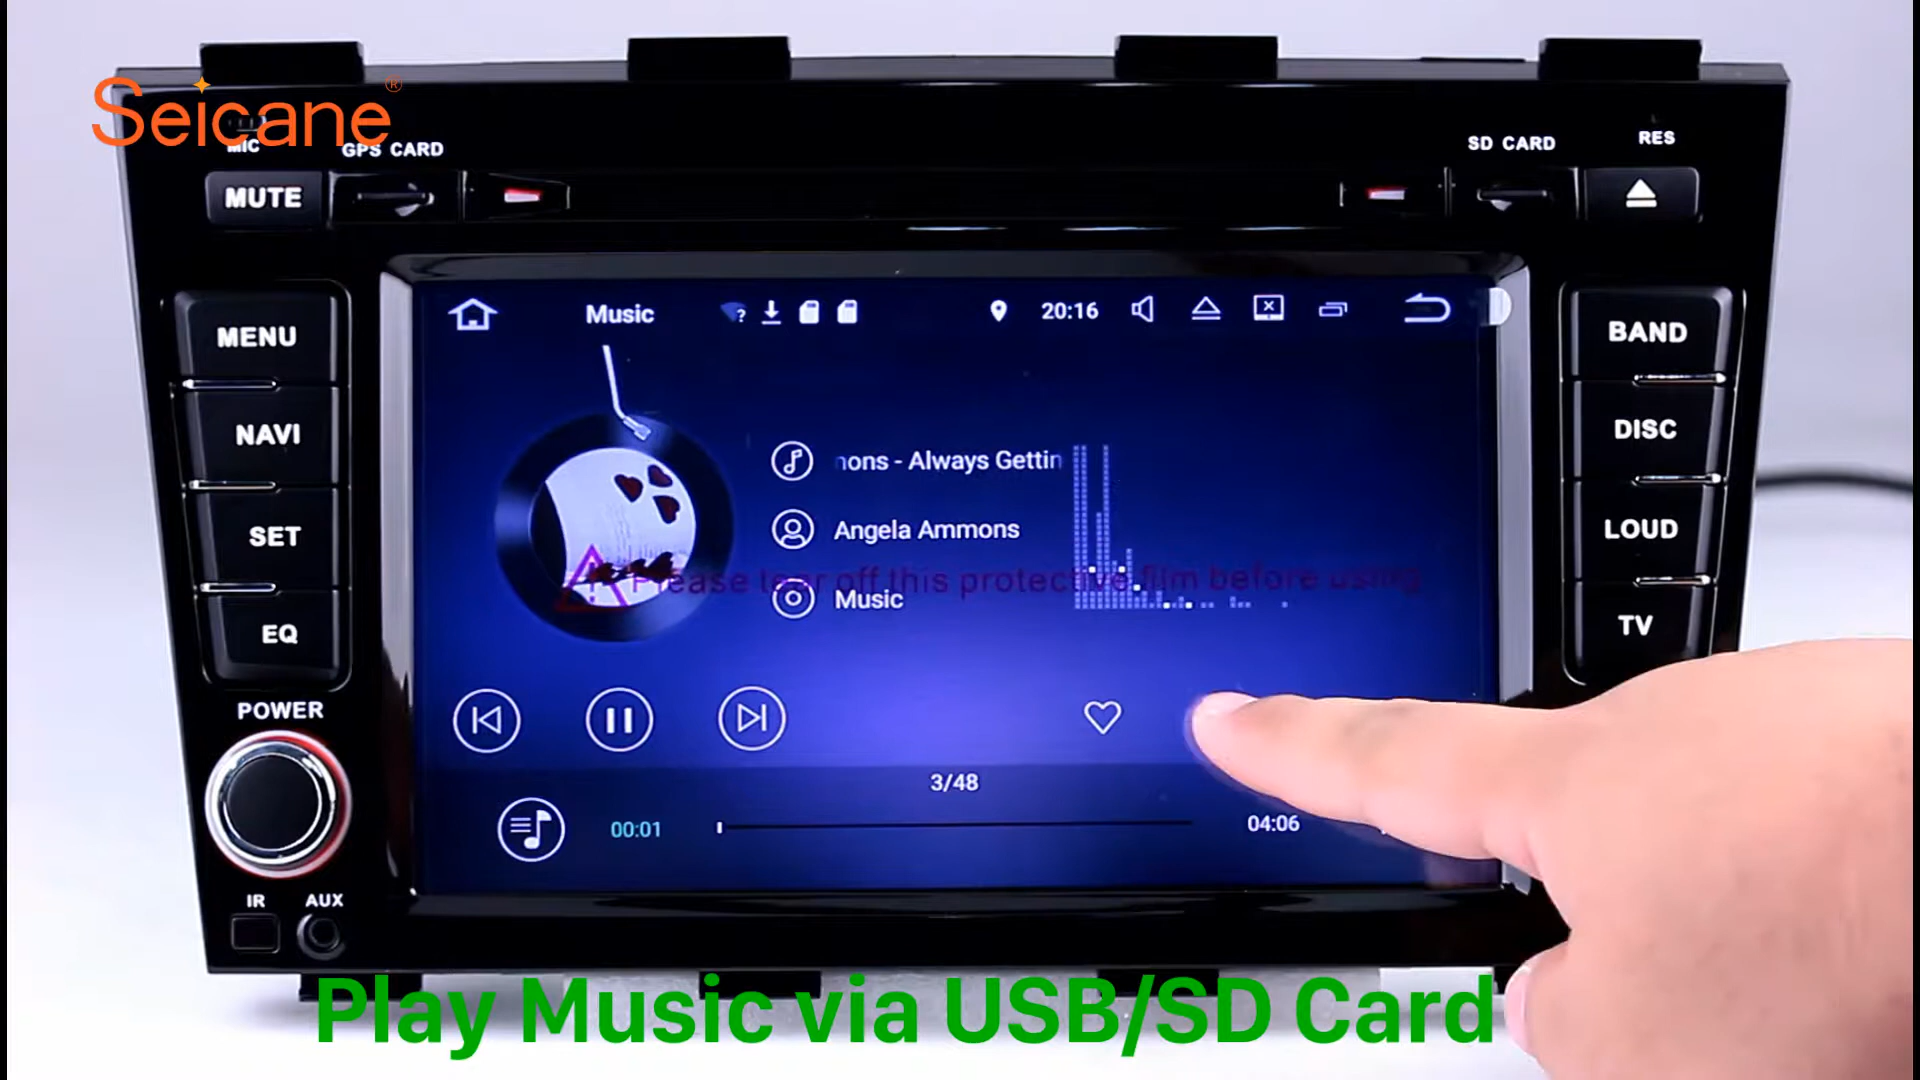 Seicane®
MIC
GPS CARD
SD CARD
RES
MUTE
MENU
NAVI
SET
EQ
POWER
IR
AUX
BAND
DISC
LOUD
TV
Music
?
20:16
nons - Always Gettin
Angela Ammons
Please tear off this protective film before using
Music
3/48
00:01
04:06
Play Music via USB/SD Card